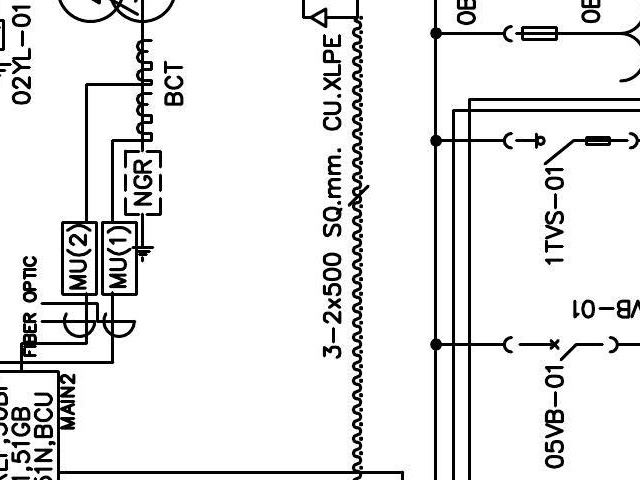 02YL-01
BCT
NGR
MU(2)
MU(1)
FIBER OPTIC
MAIN2
,51GB
51N,BCU
3-2x500 SQ.mm. CU.XLPE
0B
0B
1TVS-01
VB-01
05VB-01